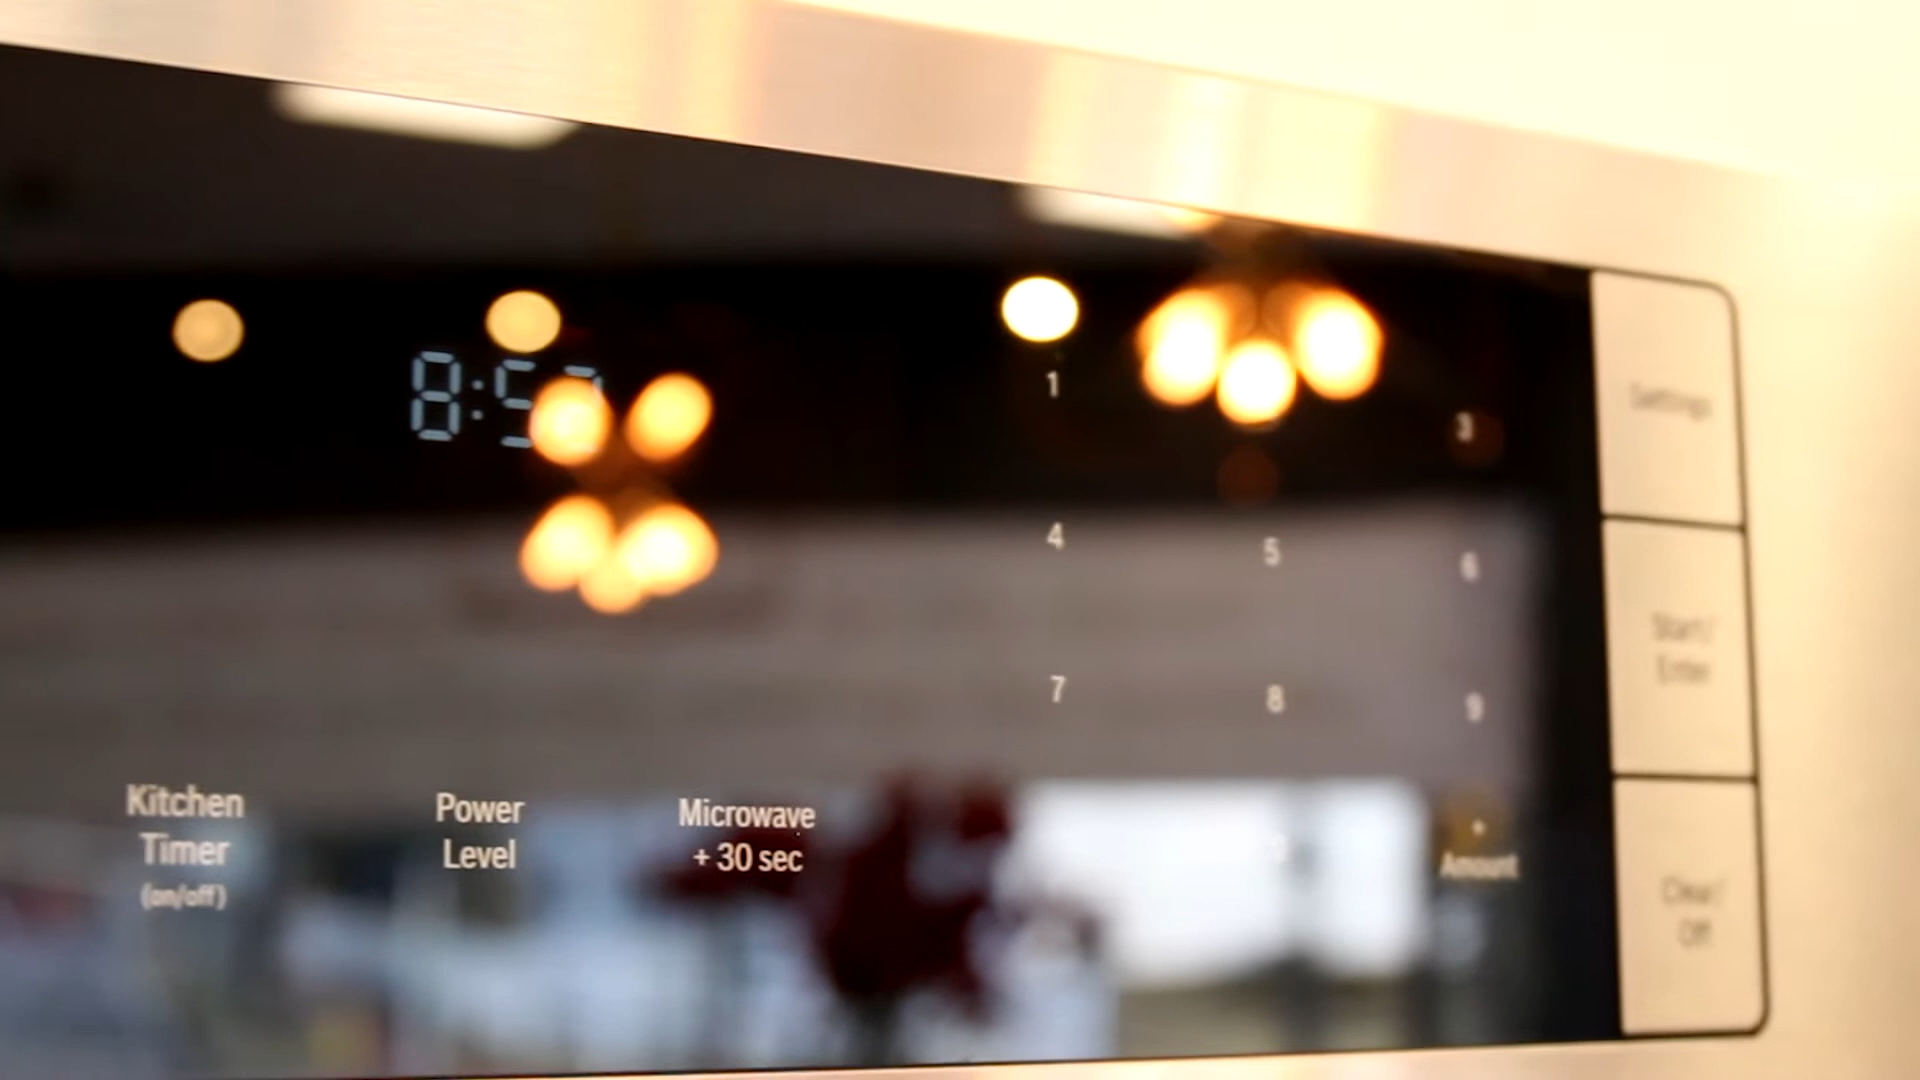 8:5
1
3
4
5
6
7
8
9
Kitchen
Timer
(on/off)
Power
Level
Microwave
+ 30 sec
Amount
Settings
Start/
Enter
Clear/
Off